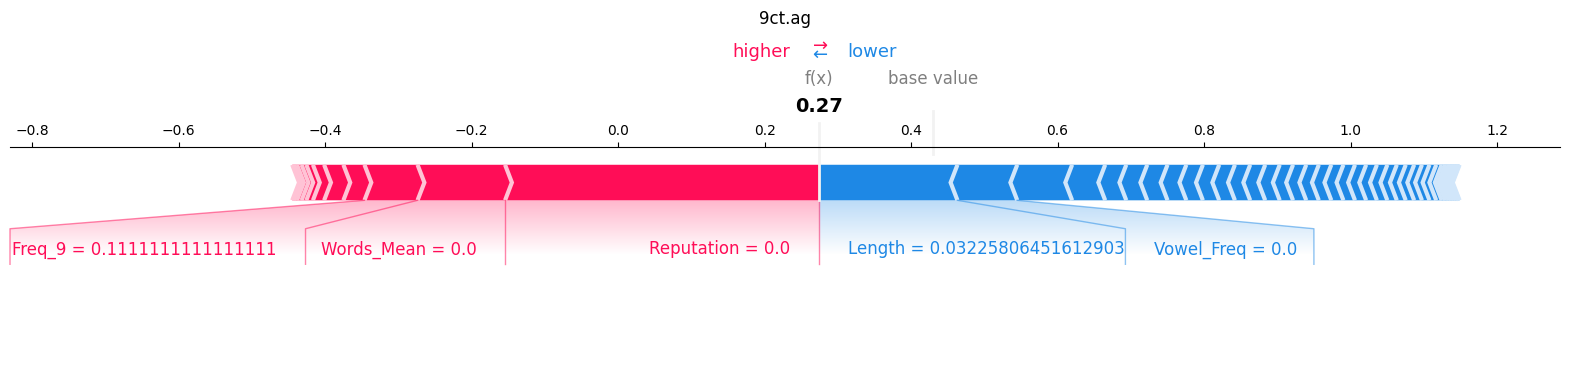 9ct.ag
higher → ← lower
f(x) base value
0.27
−0.8 −0.6 −0.4 −0.2 0.0 0.2 0.4 0.6 0.8 1.0 1.2
Freq_9 = 0.1111111111111111 Words_Mean = 0.0 Reputation = 0.0 Length = 0.03225806451612903 Vowel_Freq = 0.0